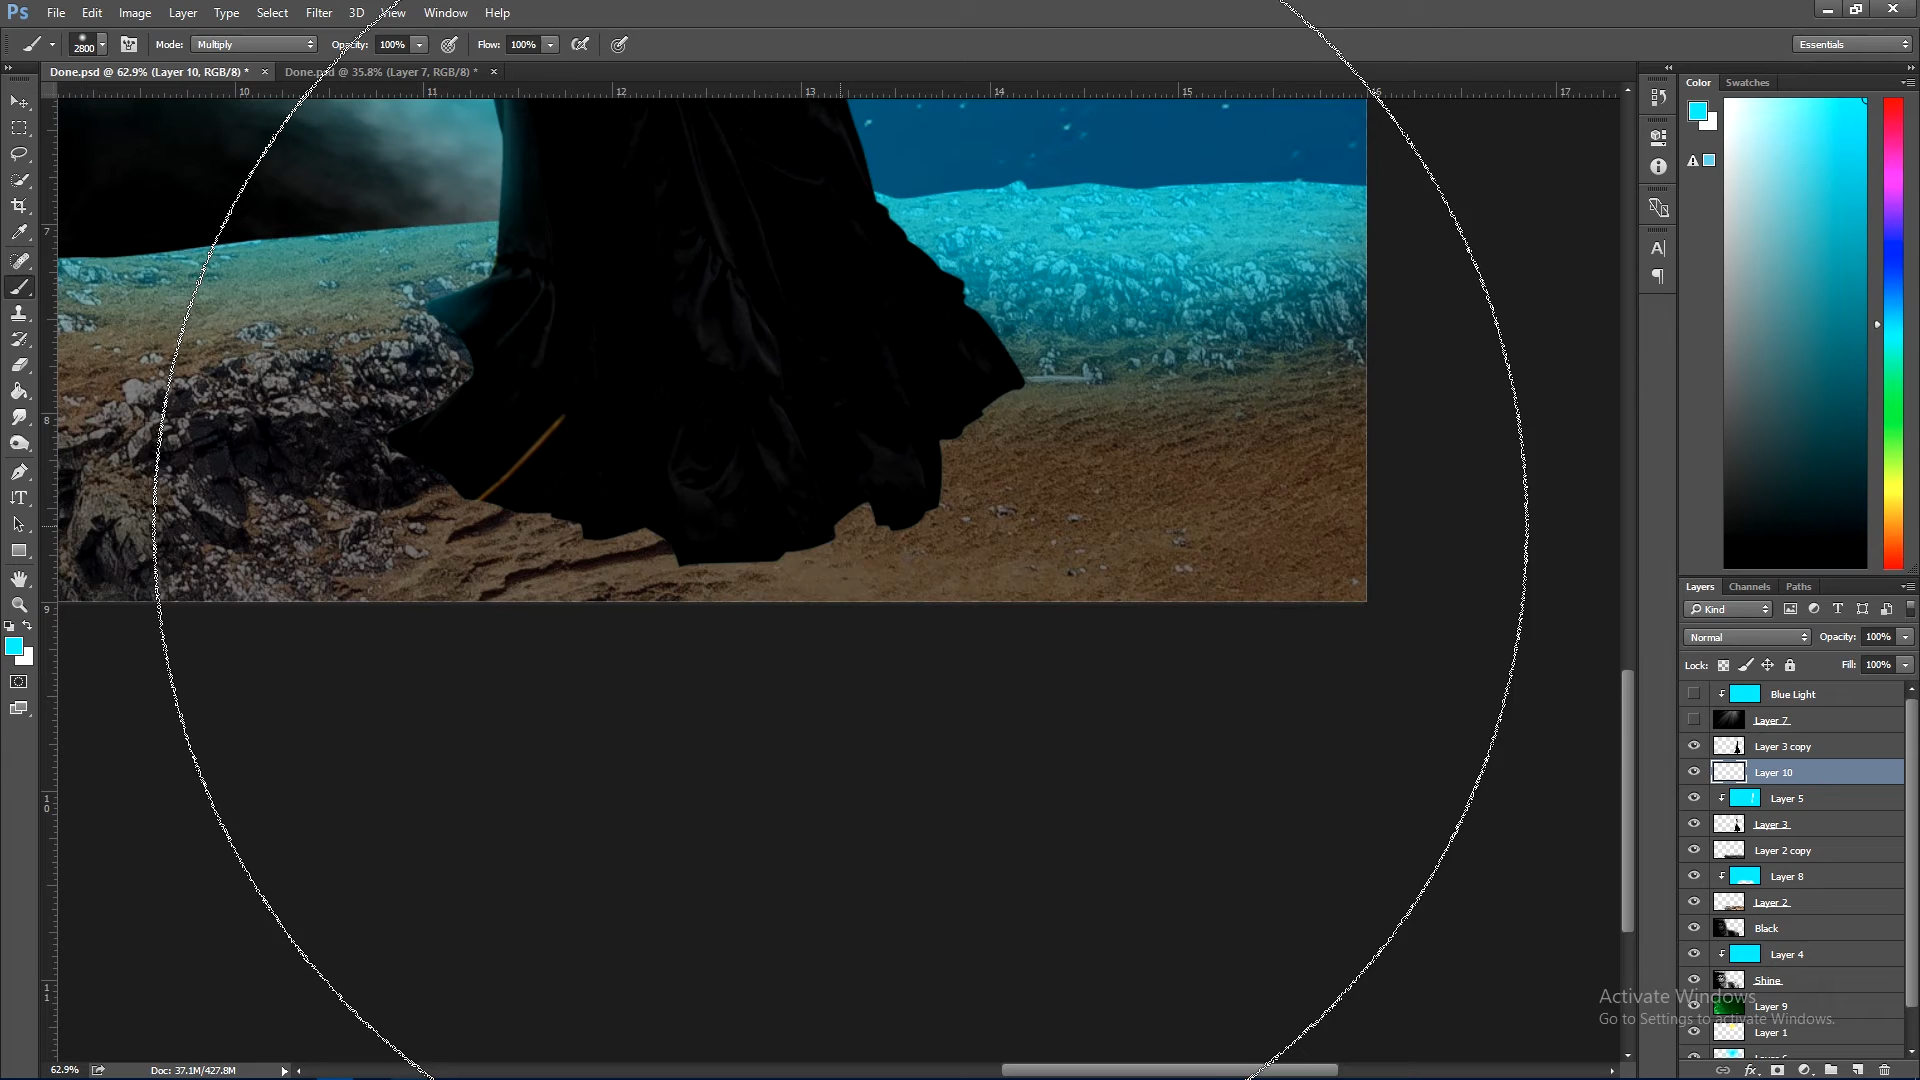 Ps File Edit Image Layer Type Select Filter 3D View Window Help
2800 Mode: Multiply Opacity: 100% Flow: 100% Essentials
Done.psd @ 62.9% (Layer 10, RGB/8) * × Done.psd @ 35.8% (Layer 7, RGB/8) * ×
10 11 12 13 14 15 16 17
7
8
9
10
11
Color Swatches
Layers Channels Paths
Kind
Normal Opacity: 100%
Lock: Fill: 100%
Blue Light
Layer 7
Layer 3 copy
Layer 10
Layer 5
Layer 3
Layer 2 copy
Layer 8
Layer 2
Black
Layer 4
Shine
Layer 9
Layer 1
Activate Windows
Go to Settings to activate Windows.
62.9% Doc: 37.1M/427.8M